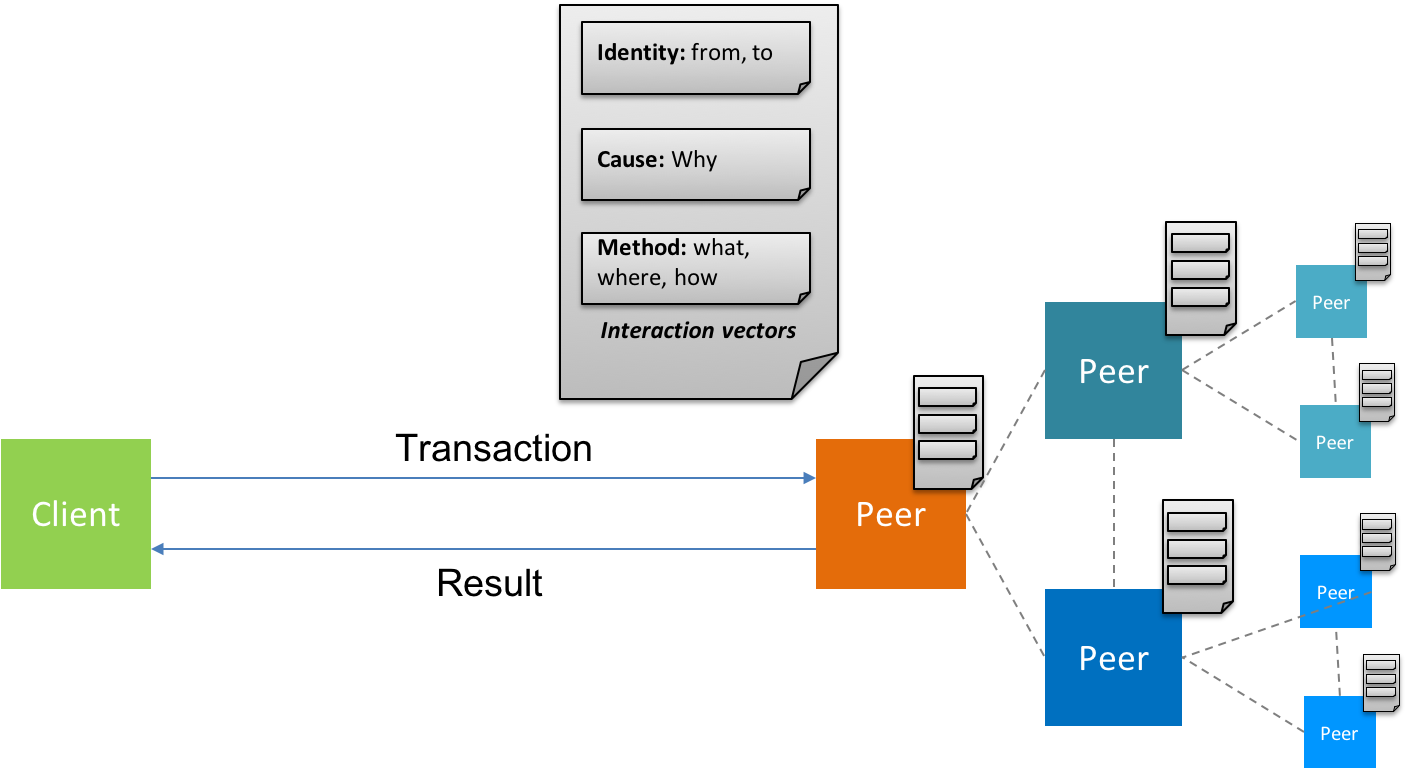 Identity: from, to
Cause: Why
Method: what,
where, how
Interaction vectors
Transaction
Client
Result
Peer
Peer
Peer
Peer
Peer
Peer
Peer